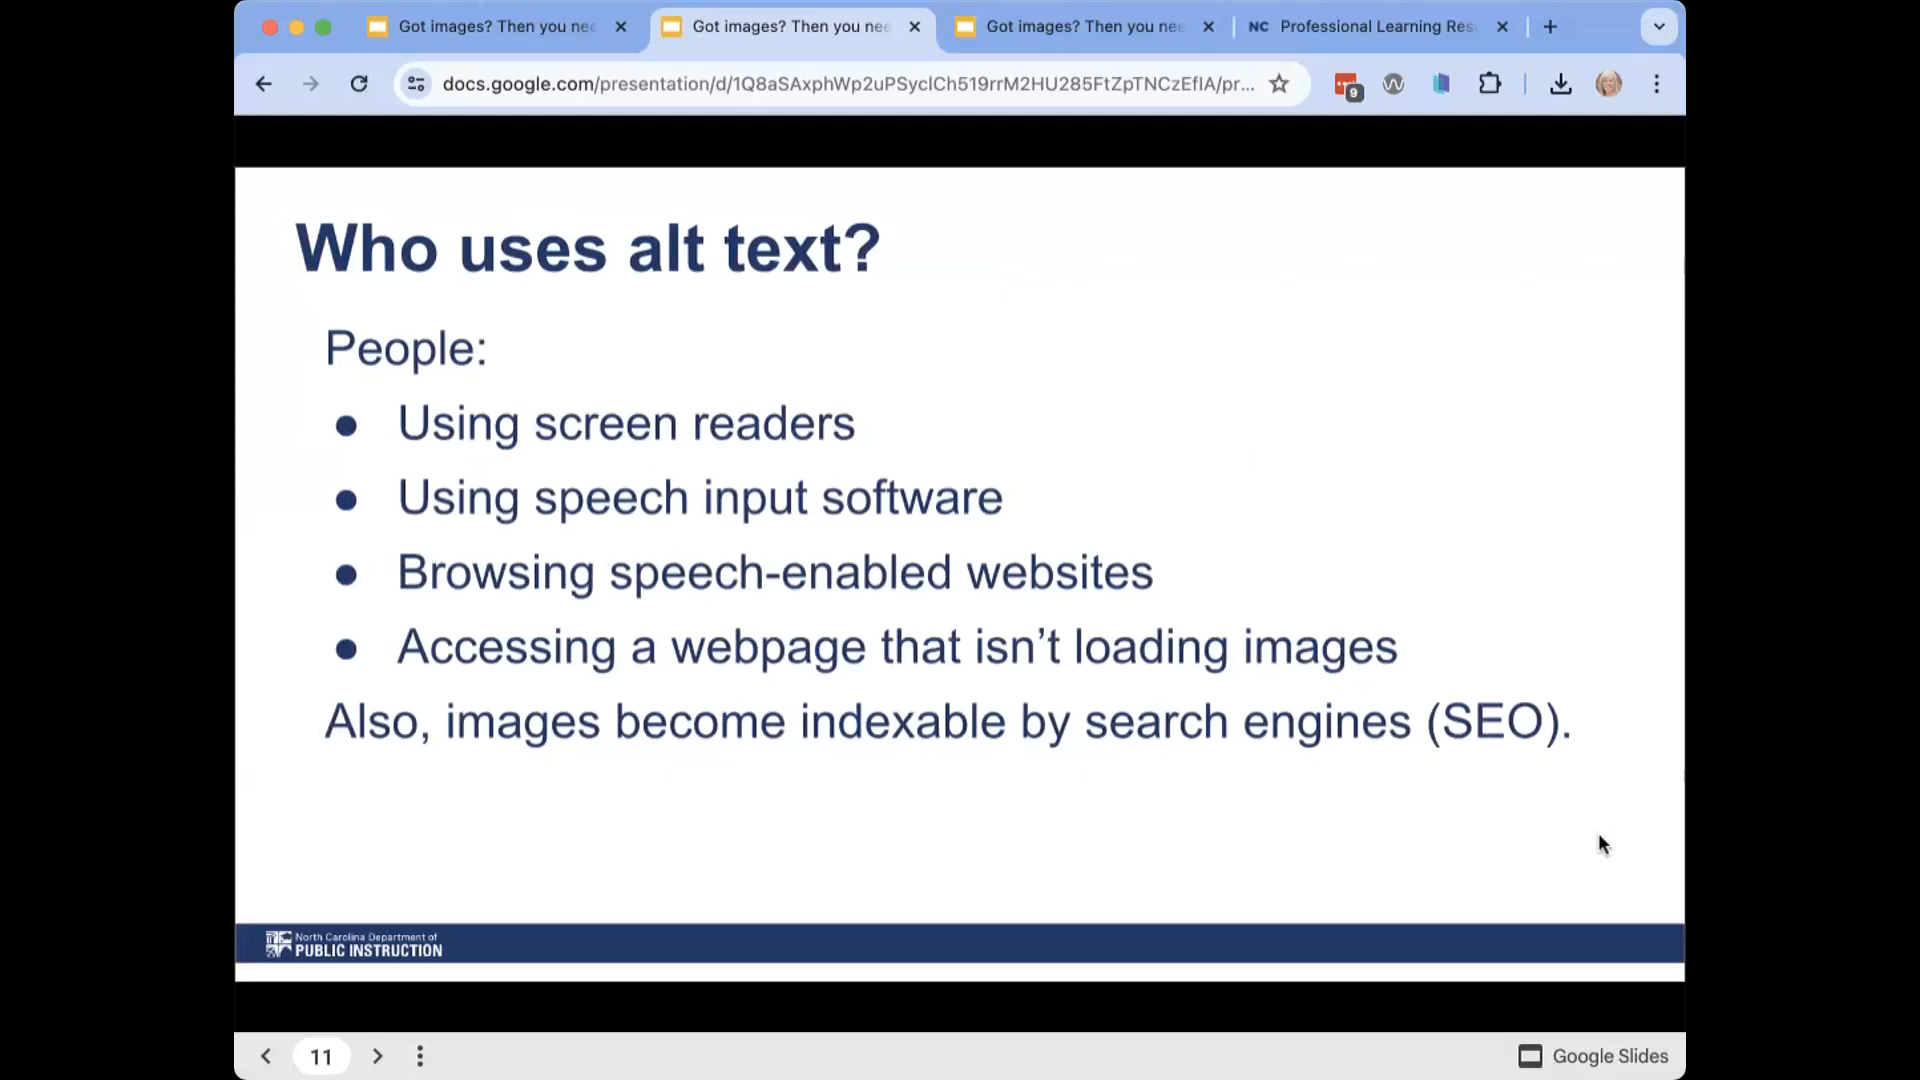 Got images? Then you nee
Got images? Then you nee
Got images? Then you nee
NC Professional Learning Res
docs.google.com/presentation/d/1Q8aSAxphWp2uPSyclCh519rrM2HU285FtZpTNCzEfIA/pr...
9
Who uses alt text?
People:
● Using screen readers
● Using speech input software
● Browsing speech-enabled websites
● Accessing a webpage that isn’t loading images
Also, images become indexable by search engines (SEO).
North Carolina Department of
PUBLIC INSTRUCTION
11
Google Slides